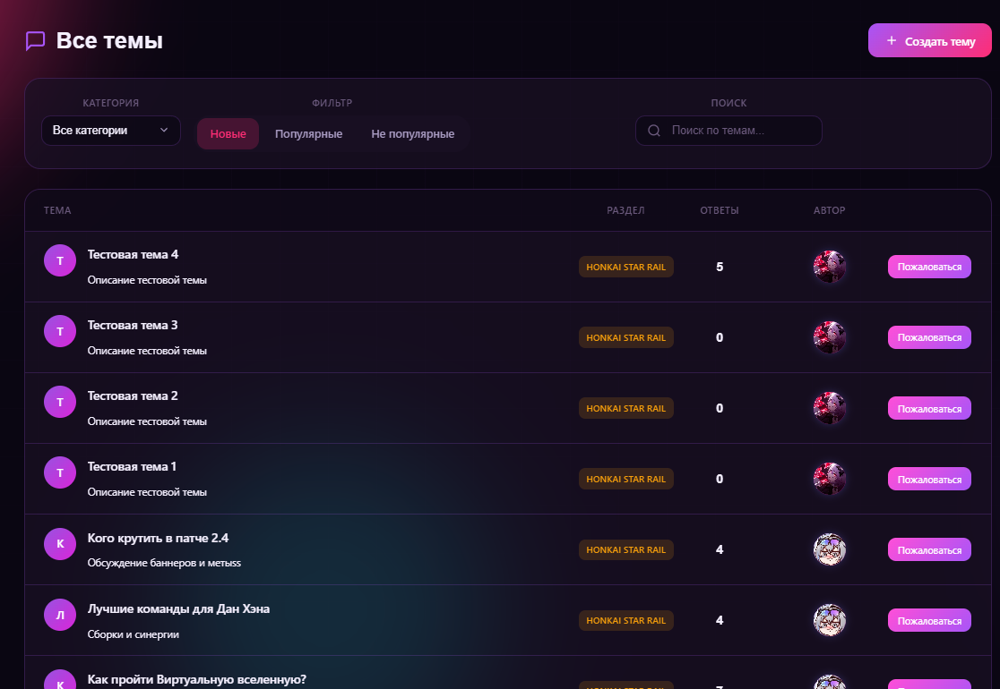 Все темы
+ Создать тему
КАТЕГОРИЯ ФИЛЬТР ПОИСК
Все категории Новые Популярные Не популярные Поиск по темам...
ТЕМА РАЗДЕЛ ОТВЕТЫ АВТОР
Т Тестовая тема 4
Описание тестовой темы
HONKAI STAR RAIL 5 Пожаловаться
Т Тестовая тема 3
Описание тестовой темы
HONKAI STAR RAIL 0 Пожаловаться
Т Тестовая тема 2
Описание тестовой темы
HONKAI STAR RAIL 0 Пожаловаться
Т Тестовая тема 1
Описание тестовой темы
HONKAI STAR RAIL 0 Пожаловаться
К Кого крутить в патче 2.4
Обсуждение баннеров и метыss
HONKAI STAR RAIL 4 Пожаловаться
Л Лучшие команды для Дан Хэна
Сборки и синергии
HONKAI STAR RAIL 4 Пожаловаться
К Как пройти Виртуальную вселенную?